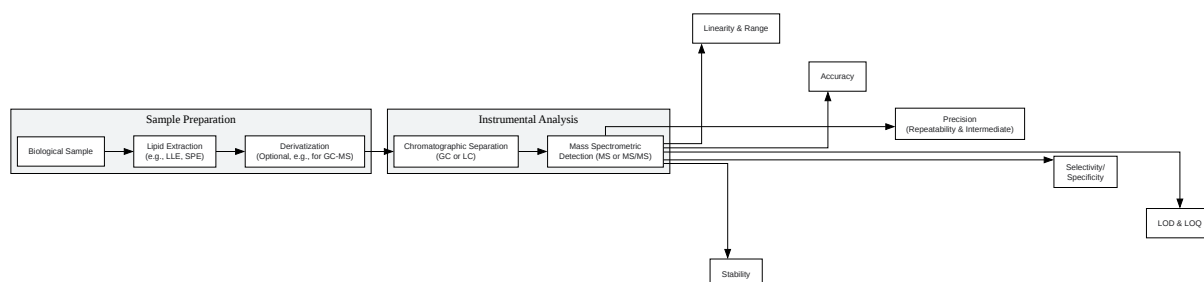 Linearity & Range
Accuracy
Sample Preparation
Instrumental Analysis
Precision
(Repeatability & Intermediate)
Biological Sample
Lipid Extraction
(e.g., LLE, SPE)
Derivatization
(Optional, e.g., for GC-MS)
Chromatographic Separation
(GC or LC)
Mass Spectrometric
Detection (MS or MS/MS)
Selectivity/
Specificity
LOD & LOQ
Stability